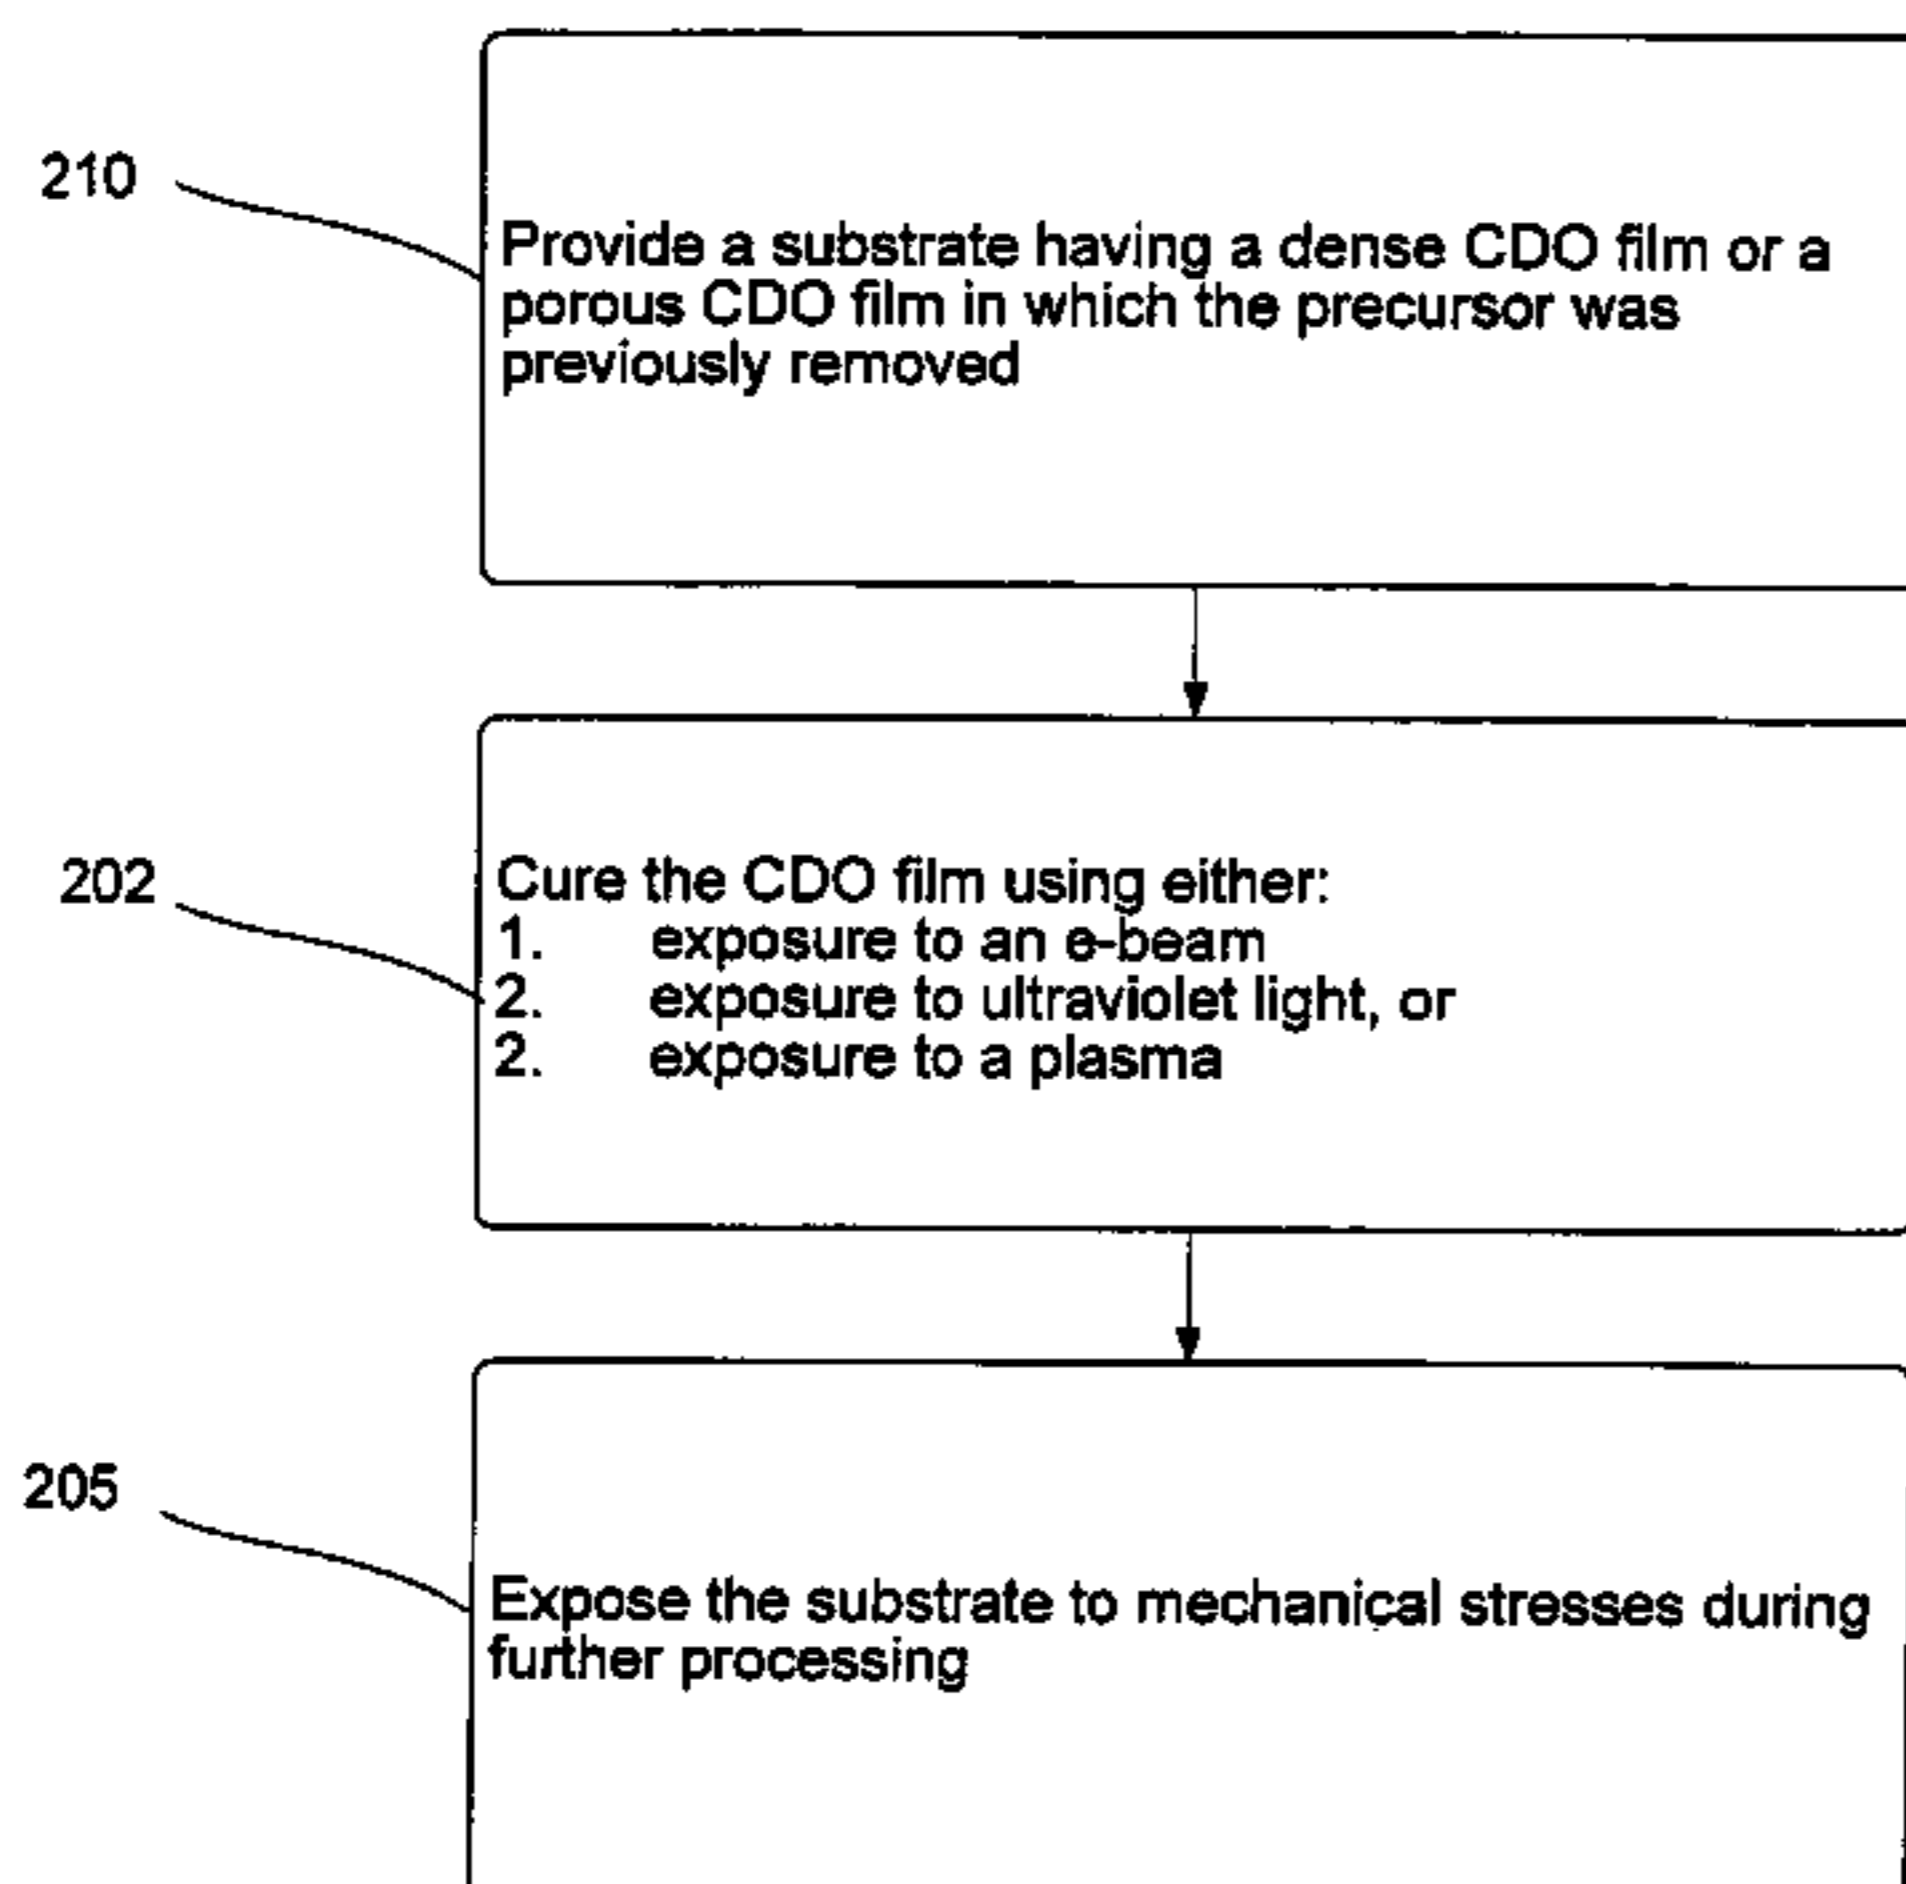 210
Provide a substrate having a dense CDO film or a
porous CDO film in which the precursor was
previously removed
202
Cure the CDO film using either:
1. exposure to an e-beam
2. exposure to ultraviolet light, or
2. exposure to a plasma
205
Expose the substrate to mechanical stresses during
further processing